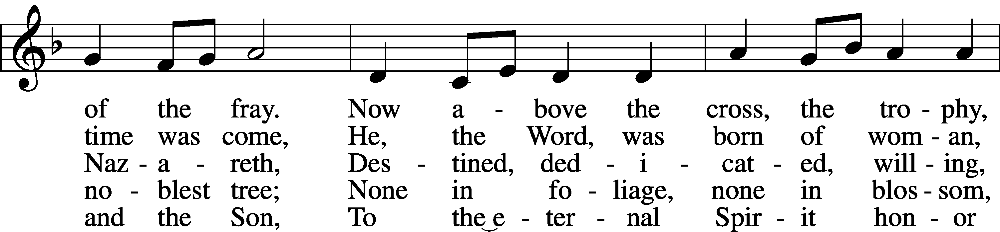 of the fray. Now a - bove the cross, the tro - phy,
time was come, He, the Word, was born of wom - an,
Naz - a - reth, Des - tined, ded - i - cat - ed, will - ing,
no - blest tree; None in fo - liage, none in blos - som,
and the Son, To the e - ter - nal Spir - it hon - or